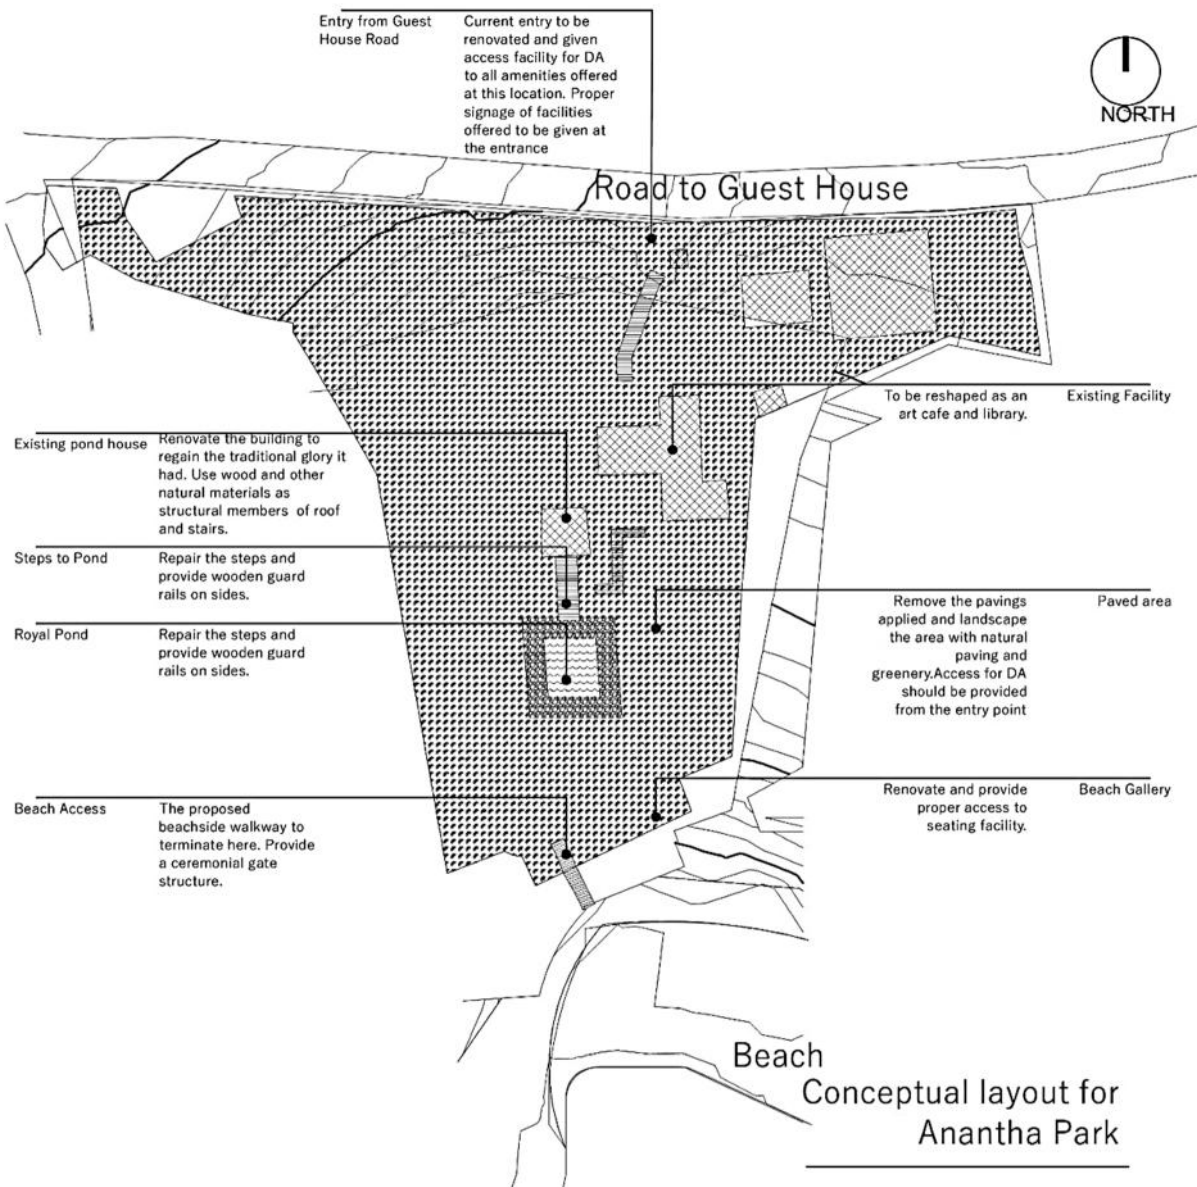 Entry from Guest
House Road
Current entry to be
renovated and given
access facility for DA
to all amenities offered
at this location. Proper
signage of facilities
offered to be given at
the entrance
NORTH
Road to Guest House
To be reshaped as an
art cafe and library.
Existing Facility
Existing pond house
Renovate the building to
regain the traditional glory it
had. Use wood and other
natural materials as
structural members of roof
and stairs.
Steps to Pond
Repair the steps and
provide wooden guard
rails on sides.
Remove the pavings
applied and landscape
the area with natural
paving and
greenery.Access for DA
should be provided
from the entry point
Paved area
Royal Pond
Repair the steps and
provide wooden guard
rails on sides.
Renovate and provide
proper access to
seating facility.
Beach Gallery
Beach Access
The proposed
beachside walkway to
terminate here. Provide
a ceremonial gate
structure.
Beach
Conceptual layout for
Anantha Park